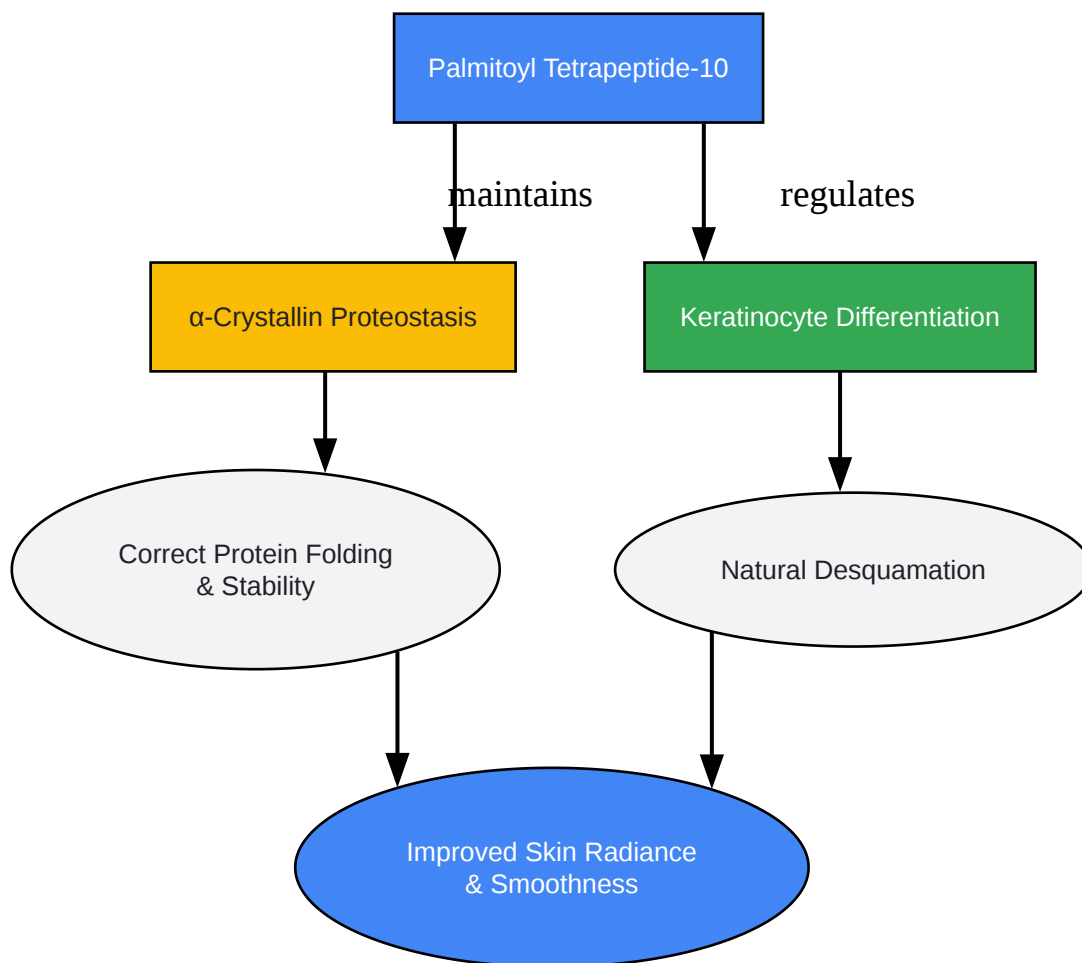 Palmitoyl Tetrapeptide-10
maintains
regulates
α-Crystallin Proteostasis
Keratinocyte Differentiation
Correct Protein Folding
& Stability
Natural Desquamation
Improved Skin Radiance
& Smoothness